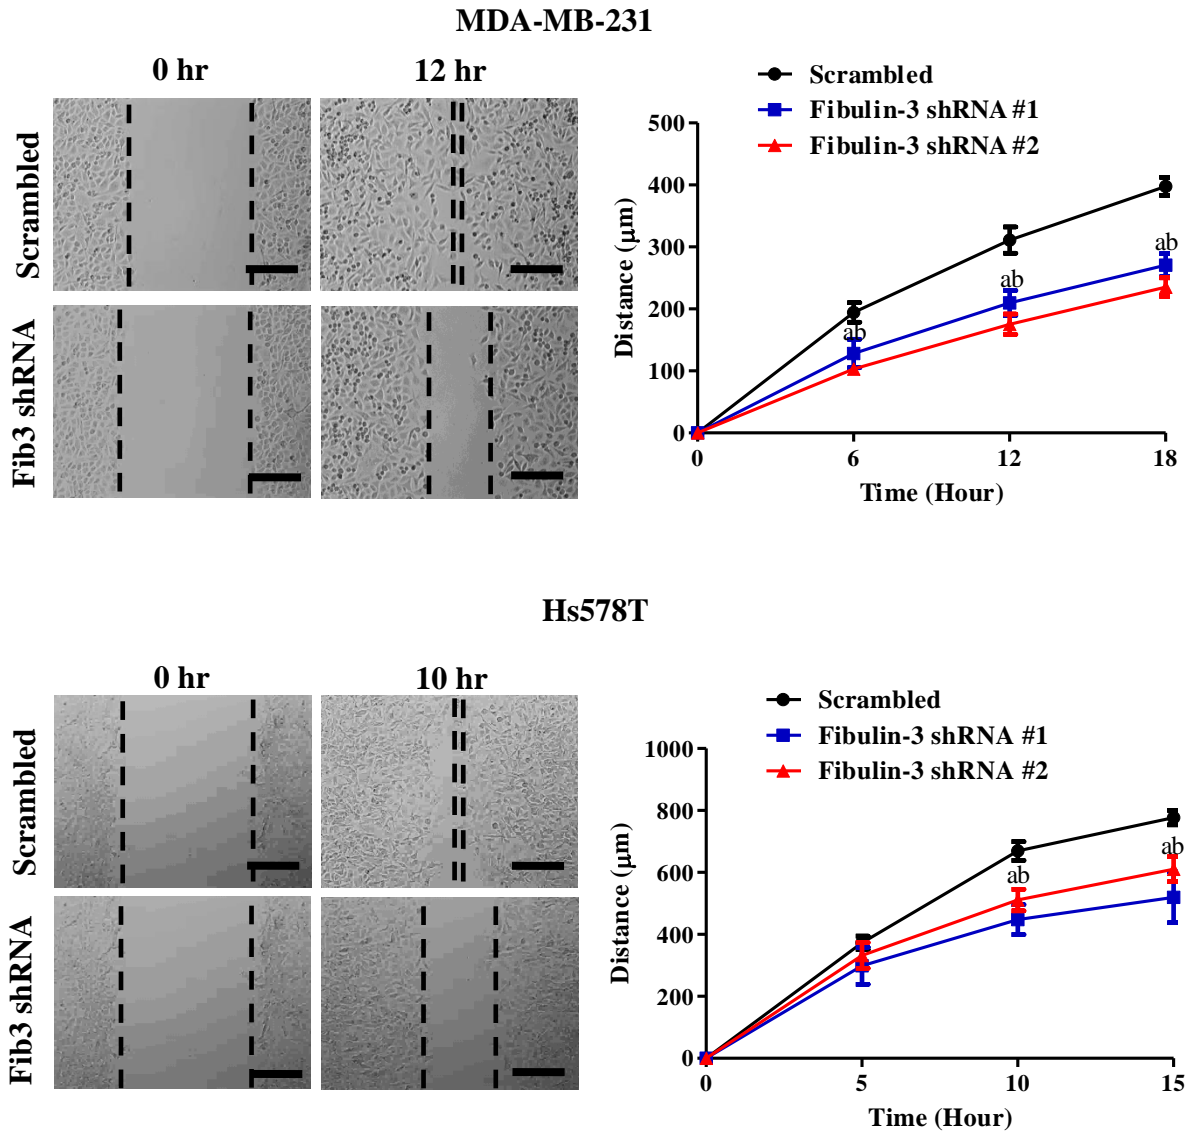 MDA-MB-231
0 hr
12 hr
Scrambled
Fib3 shRNA
Scrambled
Fibulin-3 shRNA #1
Fibulin-3 shRNA #2
500
400
300
200
100
0
ab
ab
ab
0
6
12
18
Distance (μm)
Time (Hour)
Hs578T
0 hr
10 hr
Scrambled
Fib3 shRNA
Scrambled
Fibulin-3 shRNA #1
Fibulin-3 shRNA #2
1000
800
600
400
200
0
ab
ab
0
5
10
15
Distance (μm)
Time (Hour)